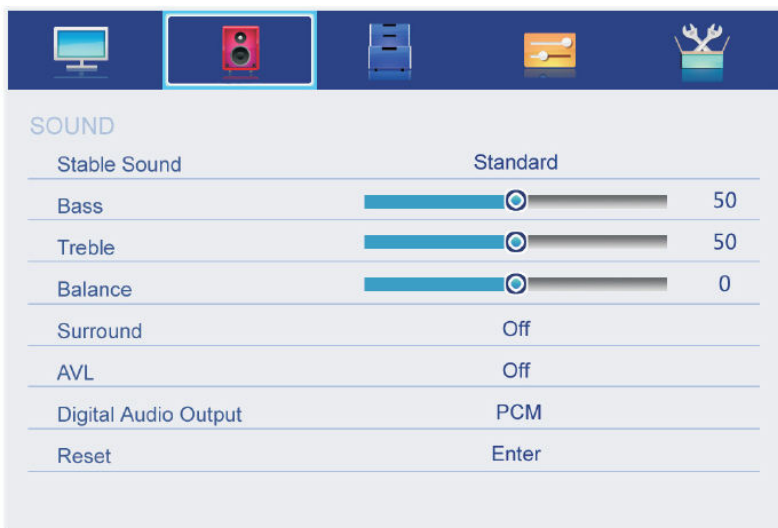 SOUND
Stable Sound Standard
Bass 50
Treble 50
Balance 0
Surround Off
AVL Off
Digital Audio Output PCM
Reset Enter